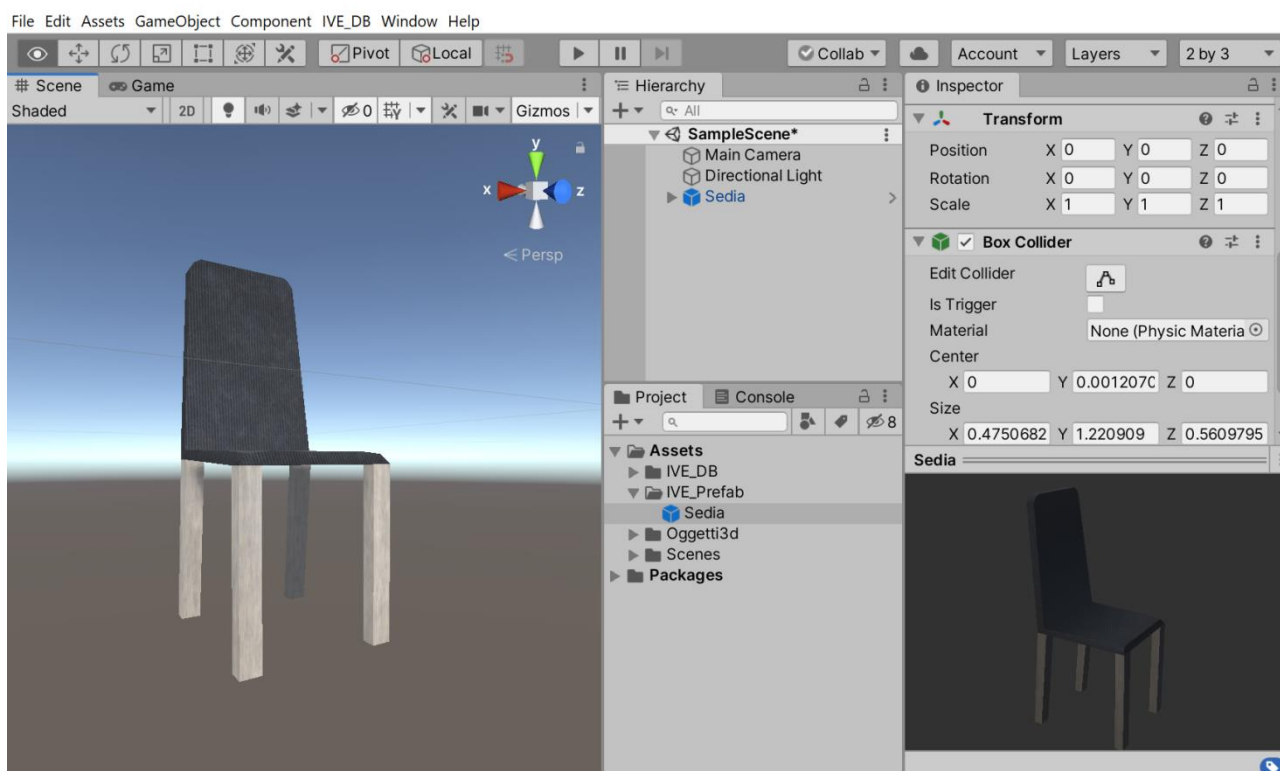 File Edit Assets GameObject Component IVE_DB Window Help
Pivot Local Collab Account Layers 2 by 3
Scene Game
Shaded 2D 0 Gizmos
y
x z
Persp
Hierarchy
All
SampleScene*
Main Camera
Directional Light
Sedia
Project Console
8
Assets
IVE_DB
IVE_Prefab
Sedia
Oggetti3d
Scenes
Packages
Inspector
Transform
Position X 0 Y 0 Z 0
Rotation X 0 Y 0 Z 0
Scale X 1 Y 1 Z 1
Box Collider
Edit Collider
Is Trigger
Material None (Physic Materia
Center
X 0 Y 0.001207C Z 0
Size
X 0.4750682 Y 1.220909 Z 0.5609795
Sedia